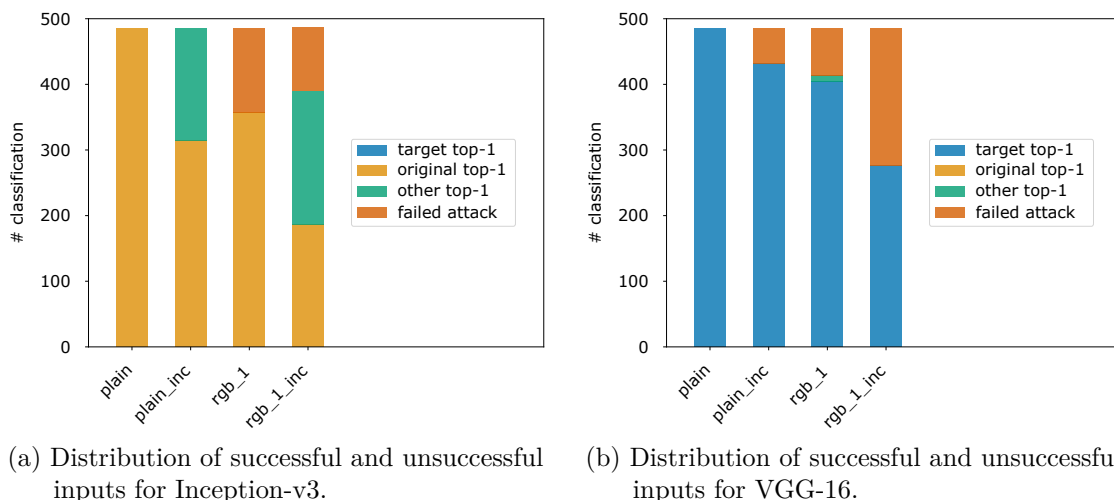 500
400
300
200
100
0
# classification
target top-1
original top-1
other top-1
failed attack
plain
plain_inc
rgb_1
rgb_1_inc
(a) Distribution of successful and unsuccessful
inputs for Inception-v3.
500
400
300
200
100
0
# classification
target top-1
original top-1
other top-1
failed attack
plain
plain_inc
rgb_1
rgb_1_inc
(b) Distribution of successful and unsuccessfu
inputs for VGG-16.